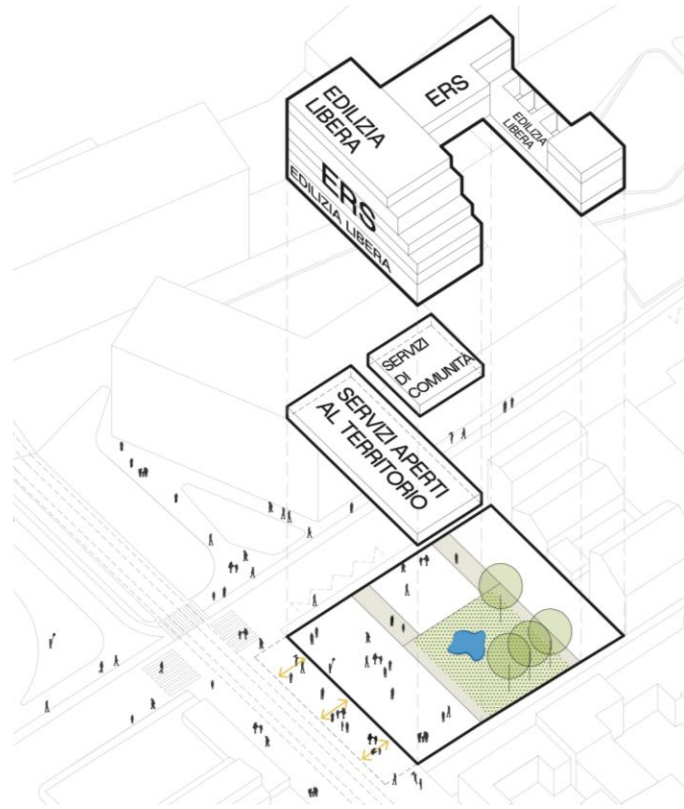 EDILIZIA
LIBERA
ERS
EDILIZIA
LIBERA
ERS
EDILIZIA LIBERA
SERVIZI
DI
COMUNITÀ
SERVIZI APERTI
AL TERRITORIO